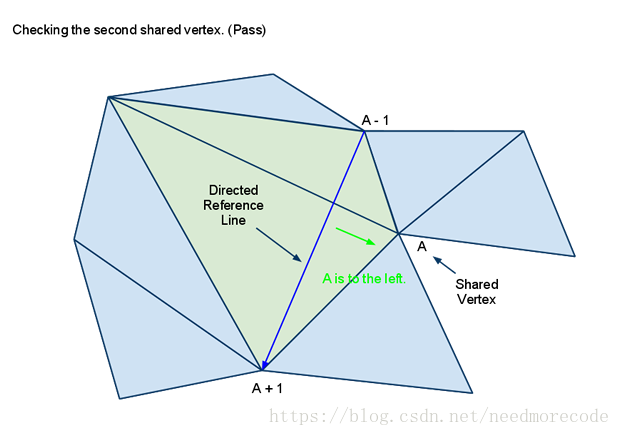 Checking the second shared vertex. (Pass)
A - 1
Directed
Reference
Line
A
A is to the left.
Shared
Vertex
A + 1
https://blog.csdn.net/needmorecode